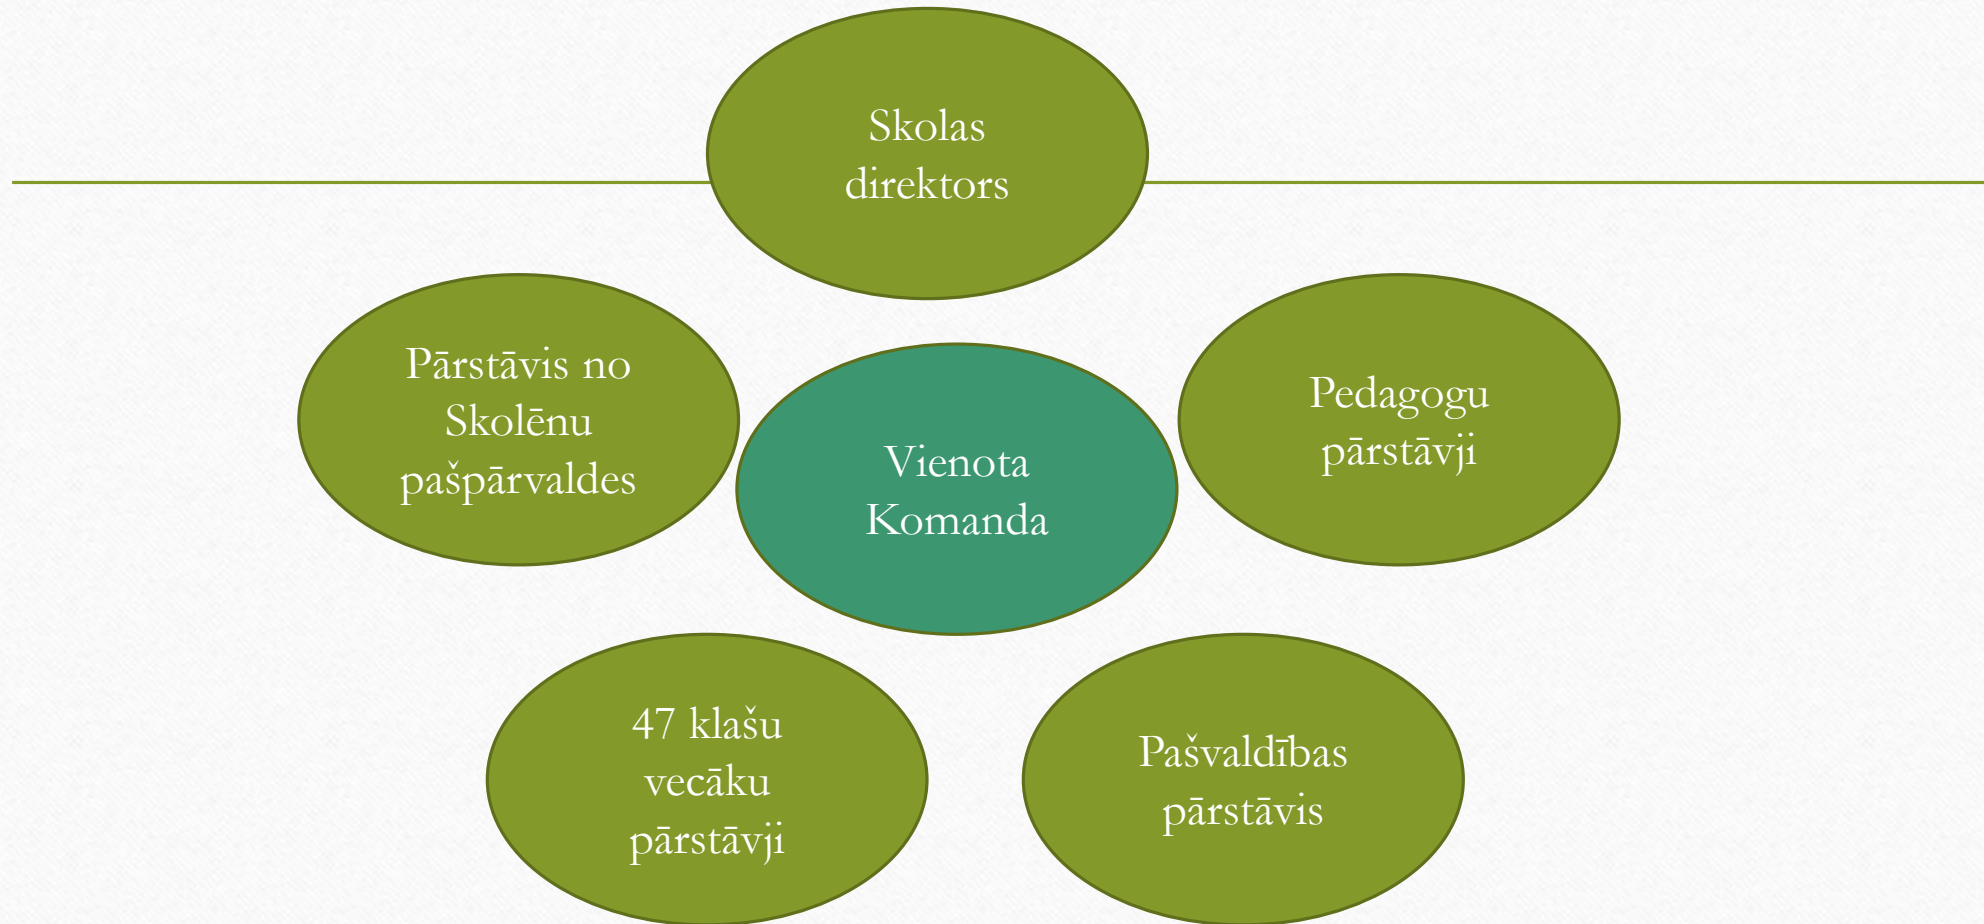 Skolas
direktors
Pārstāvis no
Skolēnu
pašpārvaldes
Vienota
Komanda
Pedagogu
pārstāvji
47 klašu
vecāku
pārstāvji
Pašvaldības
pārstāvis